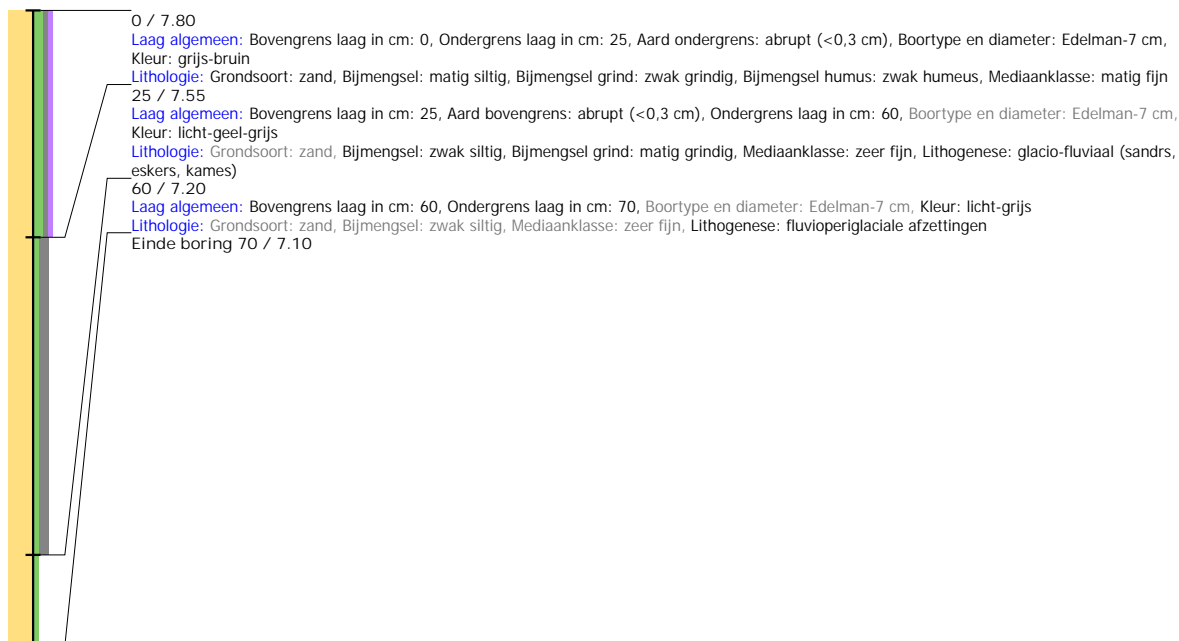 0 / 7.80
Laag algemeen: Bovengrens laag in cm: 0, Ondergrens laag in cm: 25, Aard ondergrens: abrupt (<0,3 cm), Boortype en diameter: Edelman-7 cm,
Kleur: grijs-bruin
Lithologie: Grondsoort: zand, Bijmengsel: matig siltig, Bijmengsel grind: zwak grindig, Bijmengsel humus: zwak humeus, Mediaanklasse: matig fijn
25 / 7.55
Laag algemeen: Bovengrens laag in cm: 25, Aard bovengrens: abrupt (<0,3 cm), Ondergrens laag in cm: 60, Boortype en diameter: Edelman-7 cm,
Kleur: licht-geel-grijs
Lithologie: Grondsoort: zand, Bijmengsel: zwak siltig, Bijmengsel grind: matig grindig, Mediaanklasse: zeer fijn, Lithogenese: glacio-fluviaal (sandrs,
eskers, kames)
60 / 7.20
Laag algemeen: Bovengrens laag in cm: 60, Ondergrens laag in cm: 70, Boortype en diameter: Edelman-7 cm, Kleur: licht-grijs
Lithologie: Grondsoort: zand, Bijmengsel: zwak siltig, Mediaanklasse: zeer fijn, Lithogenese: fluvioperiglaciale afzettingen
Einde boring 70 / 7.10